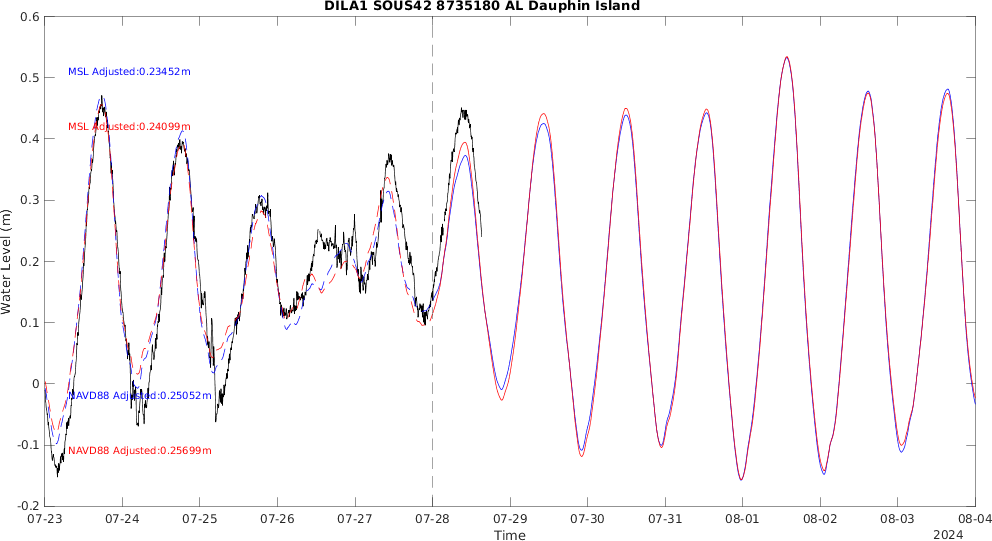 DILA1 SOUS42 8735180 AL Dauphin Island
0.6
0.5
0.4
0.3
0.2
0.1
0
-0.1
-0.2
Water Level (m)
MSL Adjusted:0.23452m
MSL Adjusted:0.24099m
NAVD88 Adjusted:0.25052m
NAVD88 Adjusted:0.25699m
07-23 07-24 07-25 07-26 07-27 07-28 07-29 07-30 07-31 08-01 08-02 08-03 08-04
Time
2024